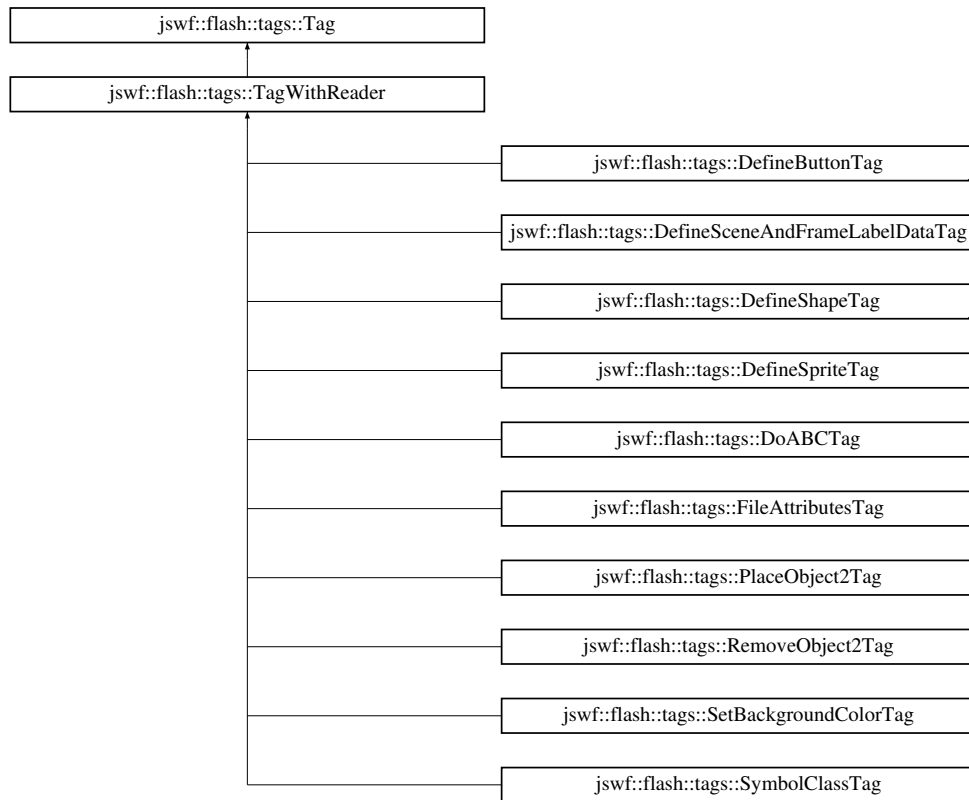 jswf::flash::tags::Tag
jswf::flash::tags::TagWithReader
jswf::flash::tags::DefineButtonTag
jswf::flash::tags::DefineSceneAndFrameLabelDataTag
jswf::flash::tags::DefineShapeTag
jswf::flash::tags::DefineSpriteTag
jswf::flash::tags::DoABCTag
jswf::flash::tags::FileAttributesTag
jswf::flash::tags::PlaceObject2Tag
jswf::flash::tags::RemoveObject2Tag
jswf::flash::tags::SetBackgroundColorTag
jswf::flash::tags::SymbolClassTag